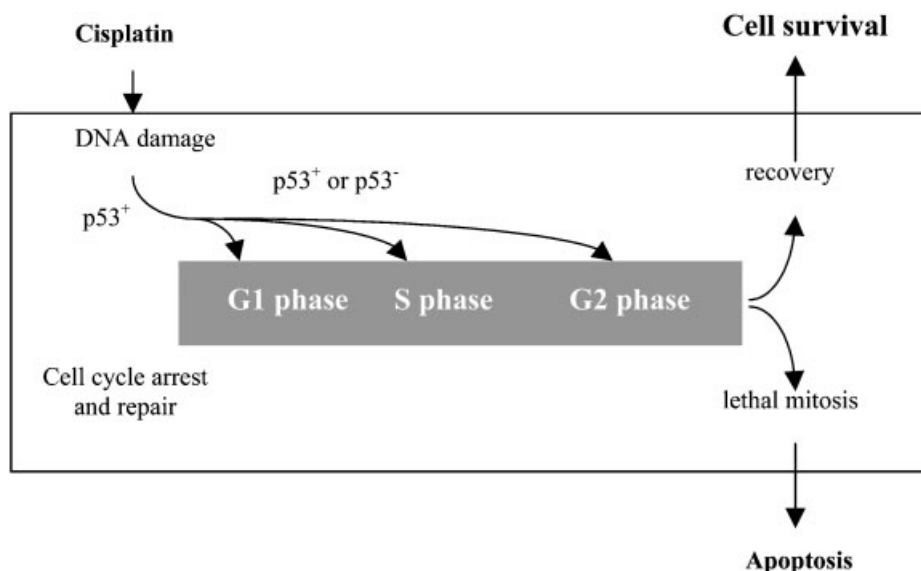 Cisplatin
Cell survival
DNA damage
recovery
p53⁺ or p53⁻
p53⁺
G1 phase S phase G2 phase
Cell cycle arrest
and repair
lethal mitosis
Apoptosis